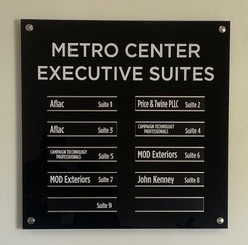 METRO CENTER
EXECUTIVE SUITES
Aflac Suite 1
Price & Twine PLLC Suite 2
Aflac Suite 3
CAMPAIGN TECHNOLOGY
PROFESSIONALS Suite 4
CAMPAIGN TECHNOLOGY
PROFESSIONALS Suite 5
MOD Exteriors Suite 6
MOD Exteriors Suite 7
John Kenney Suite 8
Suite 9